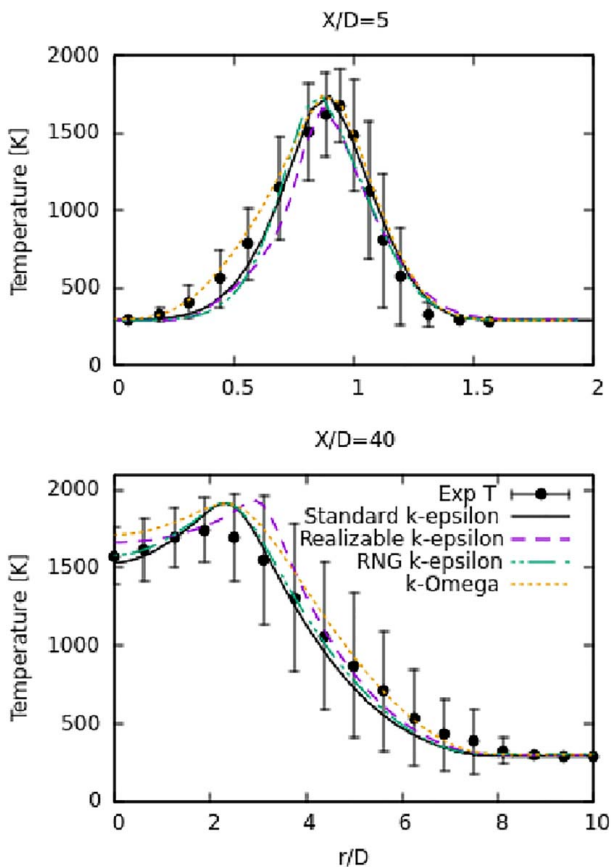 X/D=5
2000
1500
1000
500
0
Temperature [K]
0 0.5 1 1.5 2
X/D=40
2000
1500
1000
500
0
Temperature [K]
Exp T
Standard k-epsilon
Realizable k-epsilon
RNG k-epsilon
k-Omega
0 2 4 6 8 10
r/D